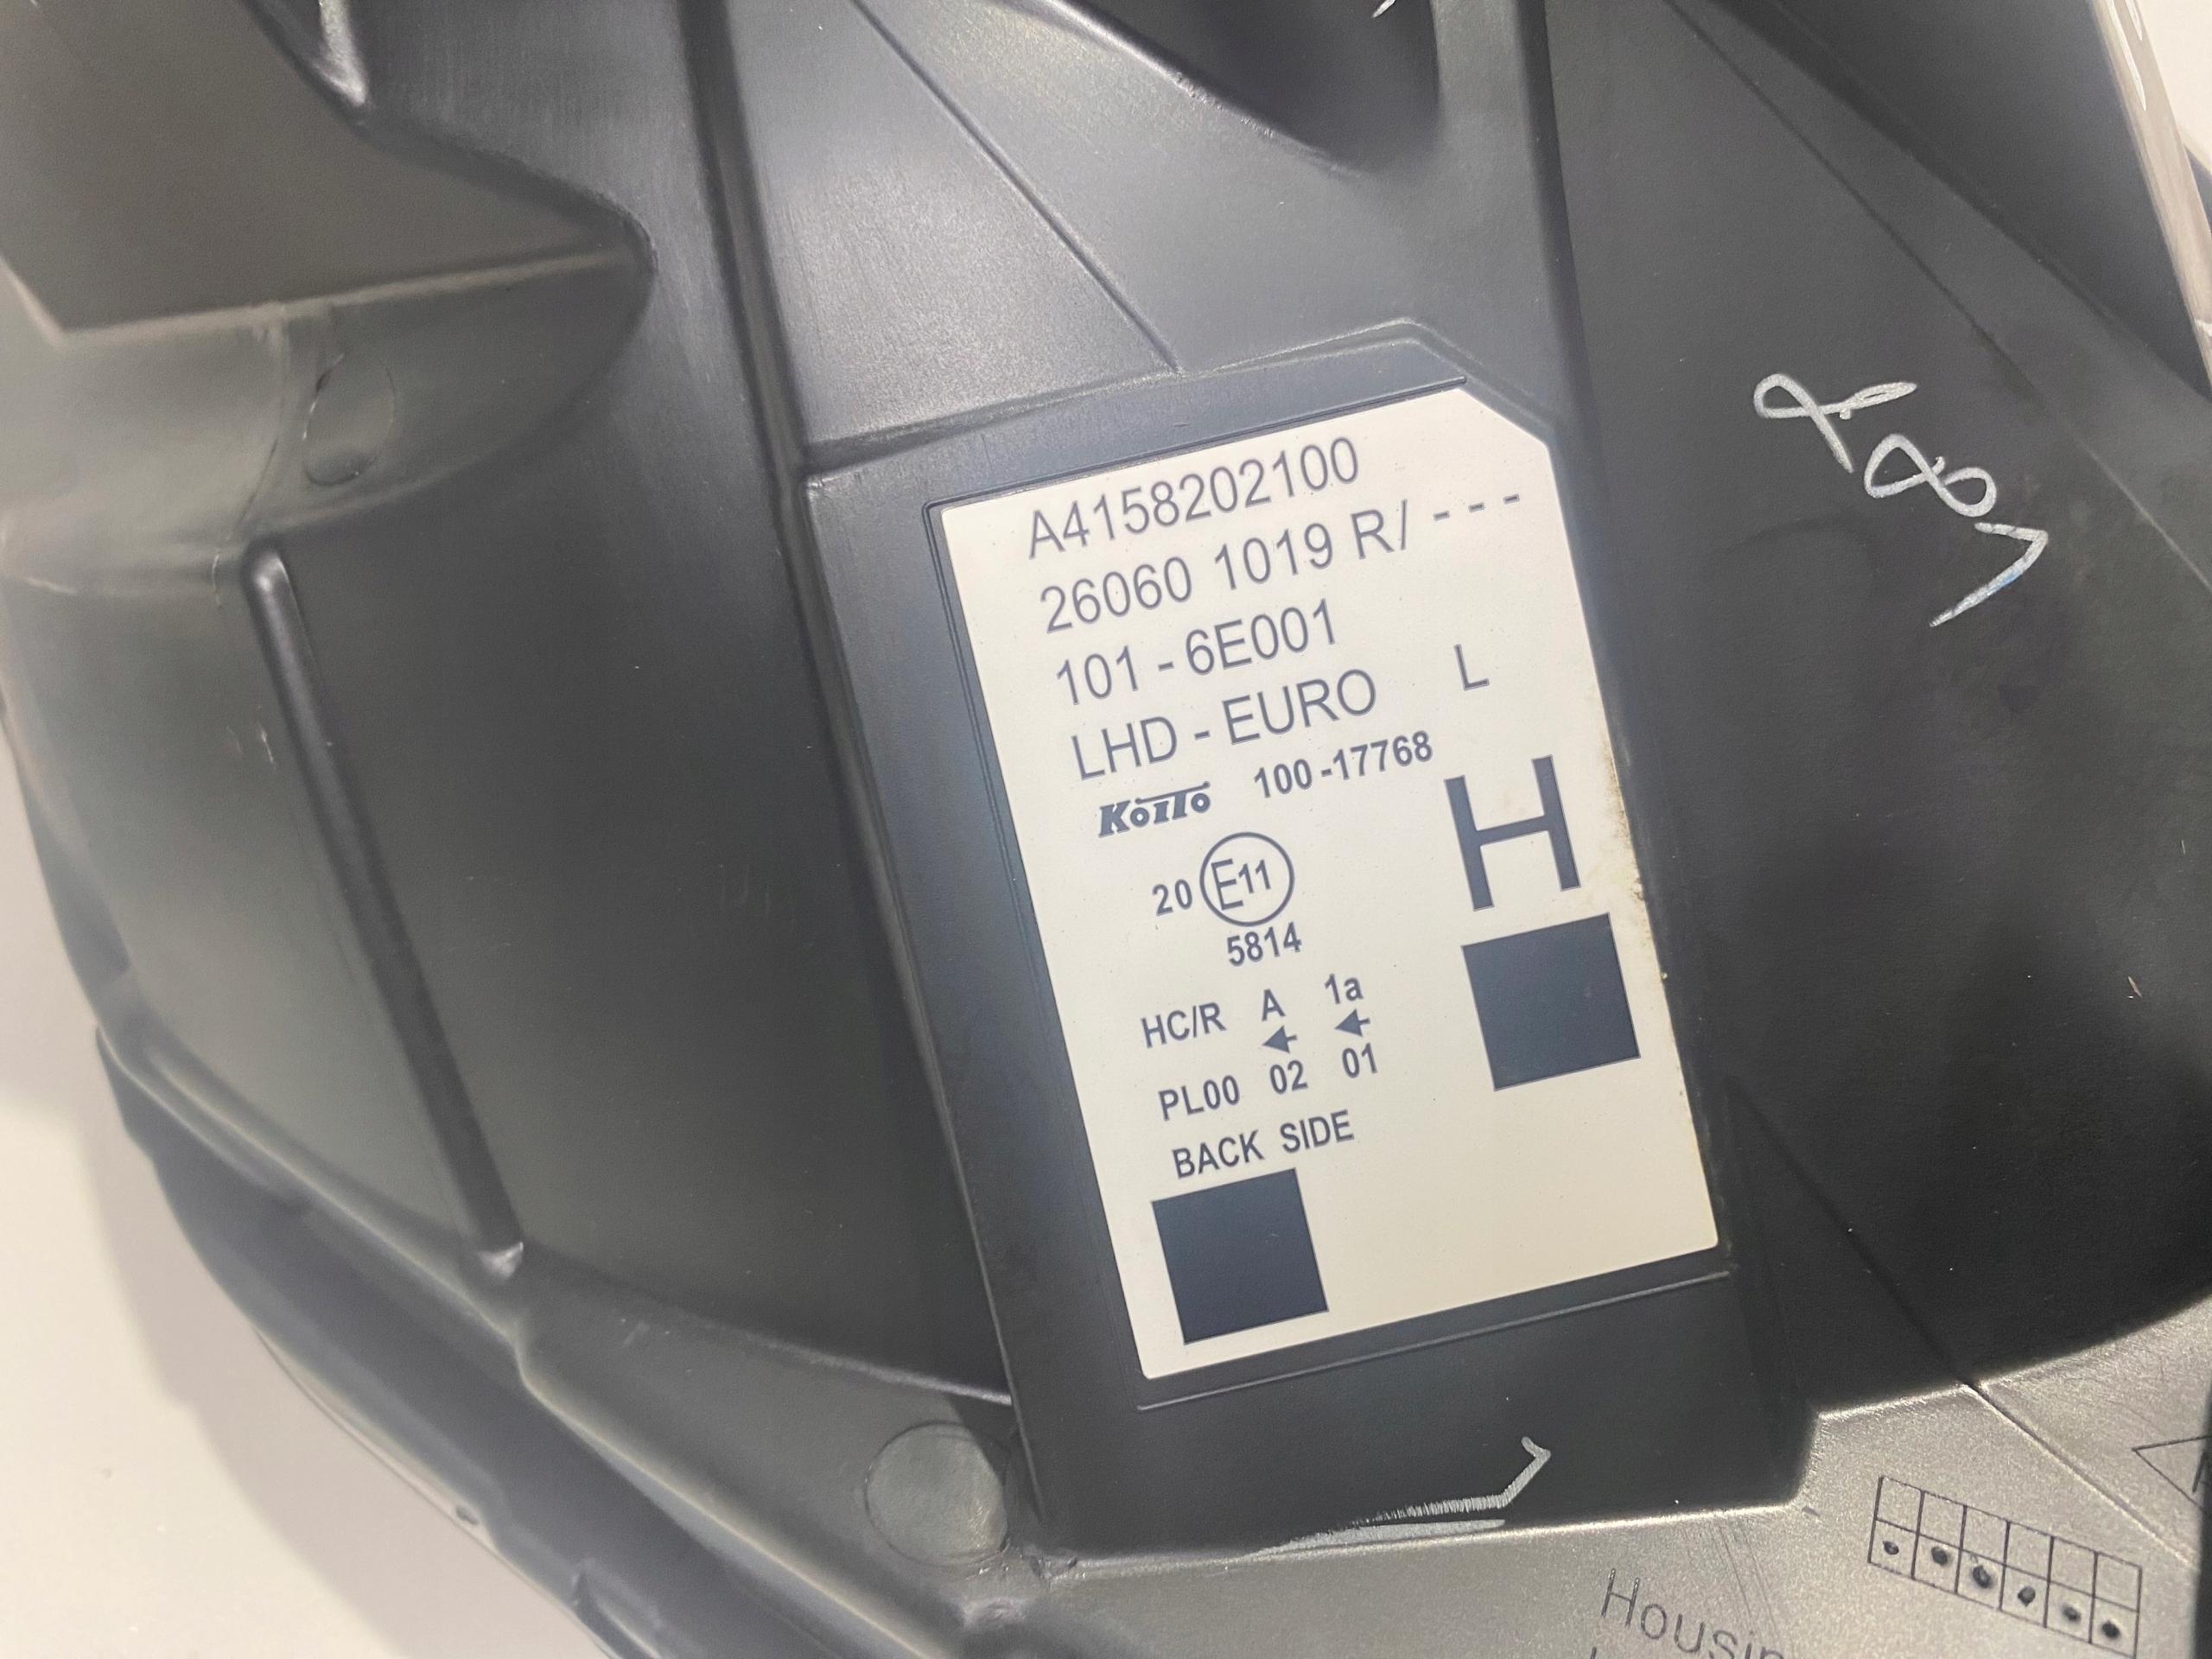 A4158202100
26060 1019 R/ - - -
101 - 6E001
LHD - EURO L
KOITO 100-17768
H
20 E11
5814
HC/R A 1a
PL00 02 01
BACK SIDE